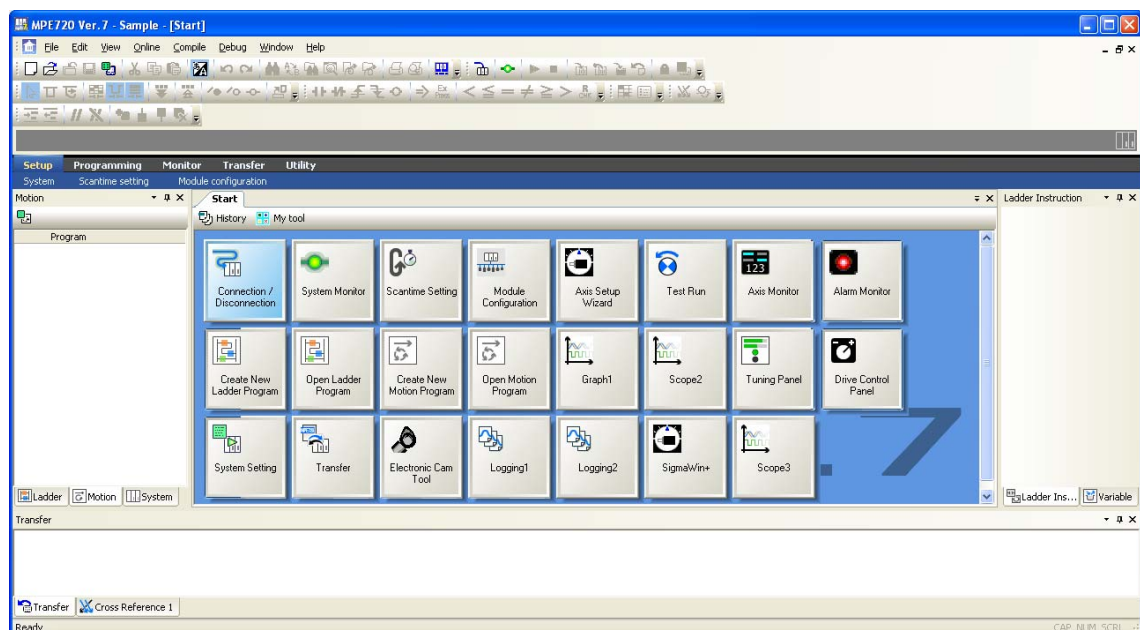 MPE720 Ver.7 - Sample - [Start]
File Edit View Online Compile Debug Window Help
Setup Programming Monitor Transfer Utility
System Scantime setting Module configuration
Motion
Program
Start
History My tool
Connection / Disconnection
System Monitor
Scantime Setting
Module Configuration
Axis Setup Wizard
Test Run
123
Axis Monitor
Alarm Monitor
Create New Ladder Program
Open Ladder Program
Create New Motion Program
Open Motion Program
Graph1
Scope2
Tuning Panel
Drive Control Panel
System Setting
Transfer
Electronic Cam Tool
Logging1
Logging2
SigmaWin+
Scope3
.7
Ladder Instruction
Ladder Motion System
Ladder Ins... Variable
Transfer
Transfer Cross Reference 1
Ready
CAP NUM SCRL